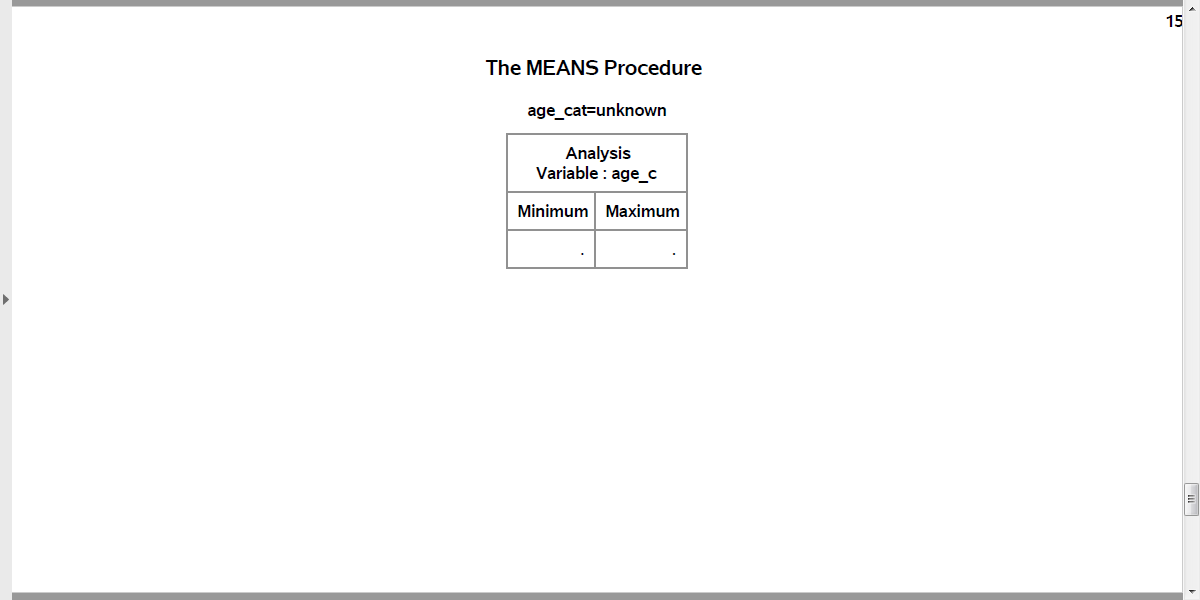 15
The MEANS Procedure
age_cat=unknown
Analysis
Variable : age_c
Minimum Maximum
. .